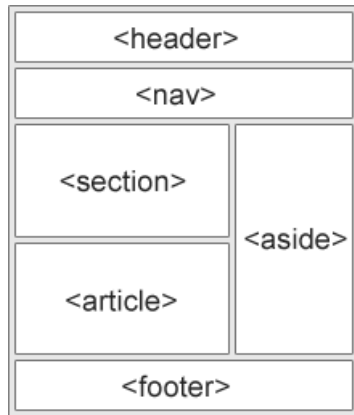 <header>
<nav>
<section>
<aside>
<article>
<footer>